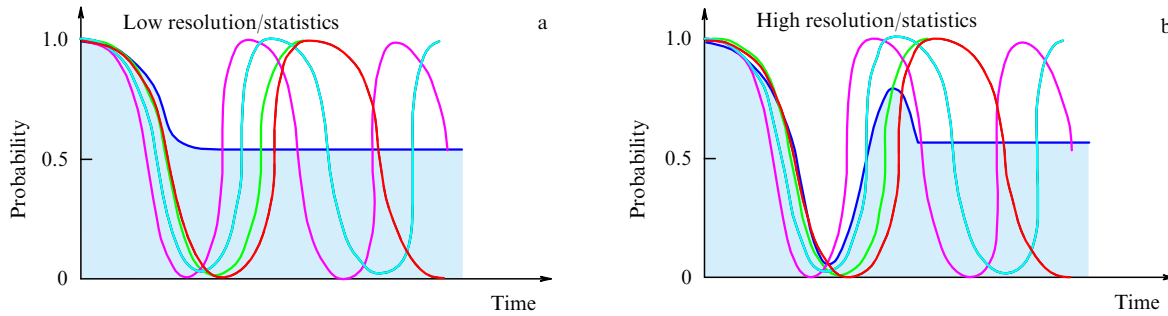 Low resolution/statistics
a
1.0
0.5
0
Probability
Time
High resolution/statistics
b
1.0
0.5
0
Probability
Time